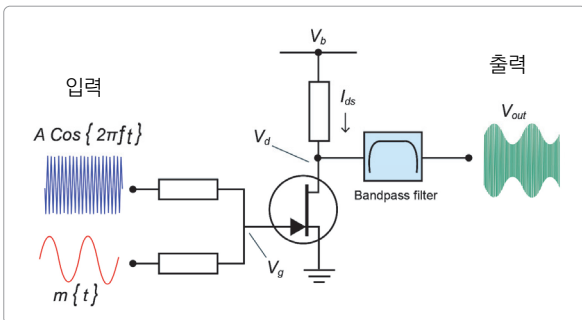 V_b
입력
출력
A Cos { 2πft }
I_ds
V_out
V_d
Bandpass filter
V_g
m { t }